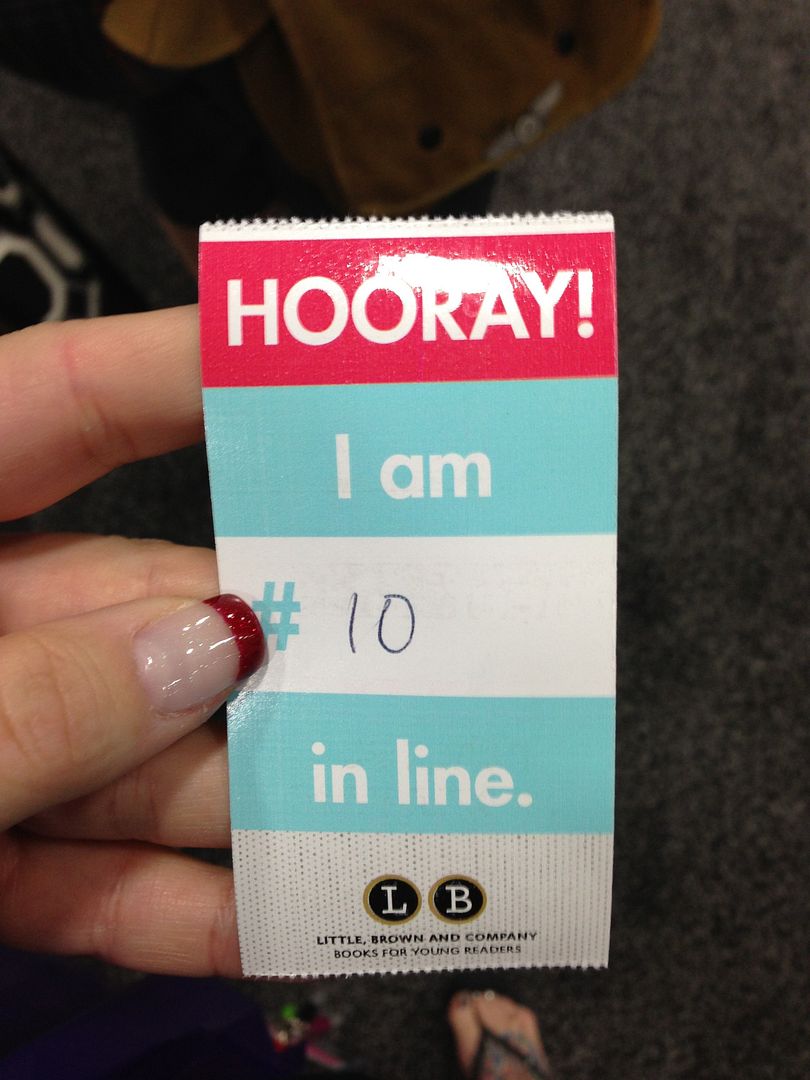 HOORAY!
I am
# 10
in line.
L B
LITTLE, BROWN AND COMPANY
BOOKS FOR YOUNG READERS